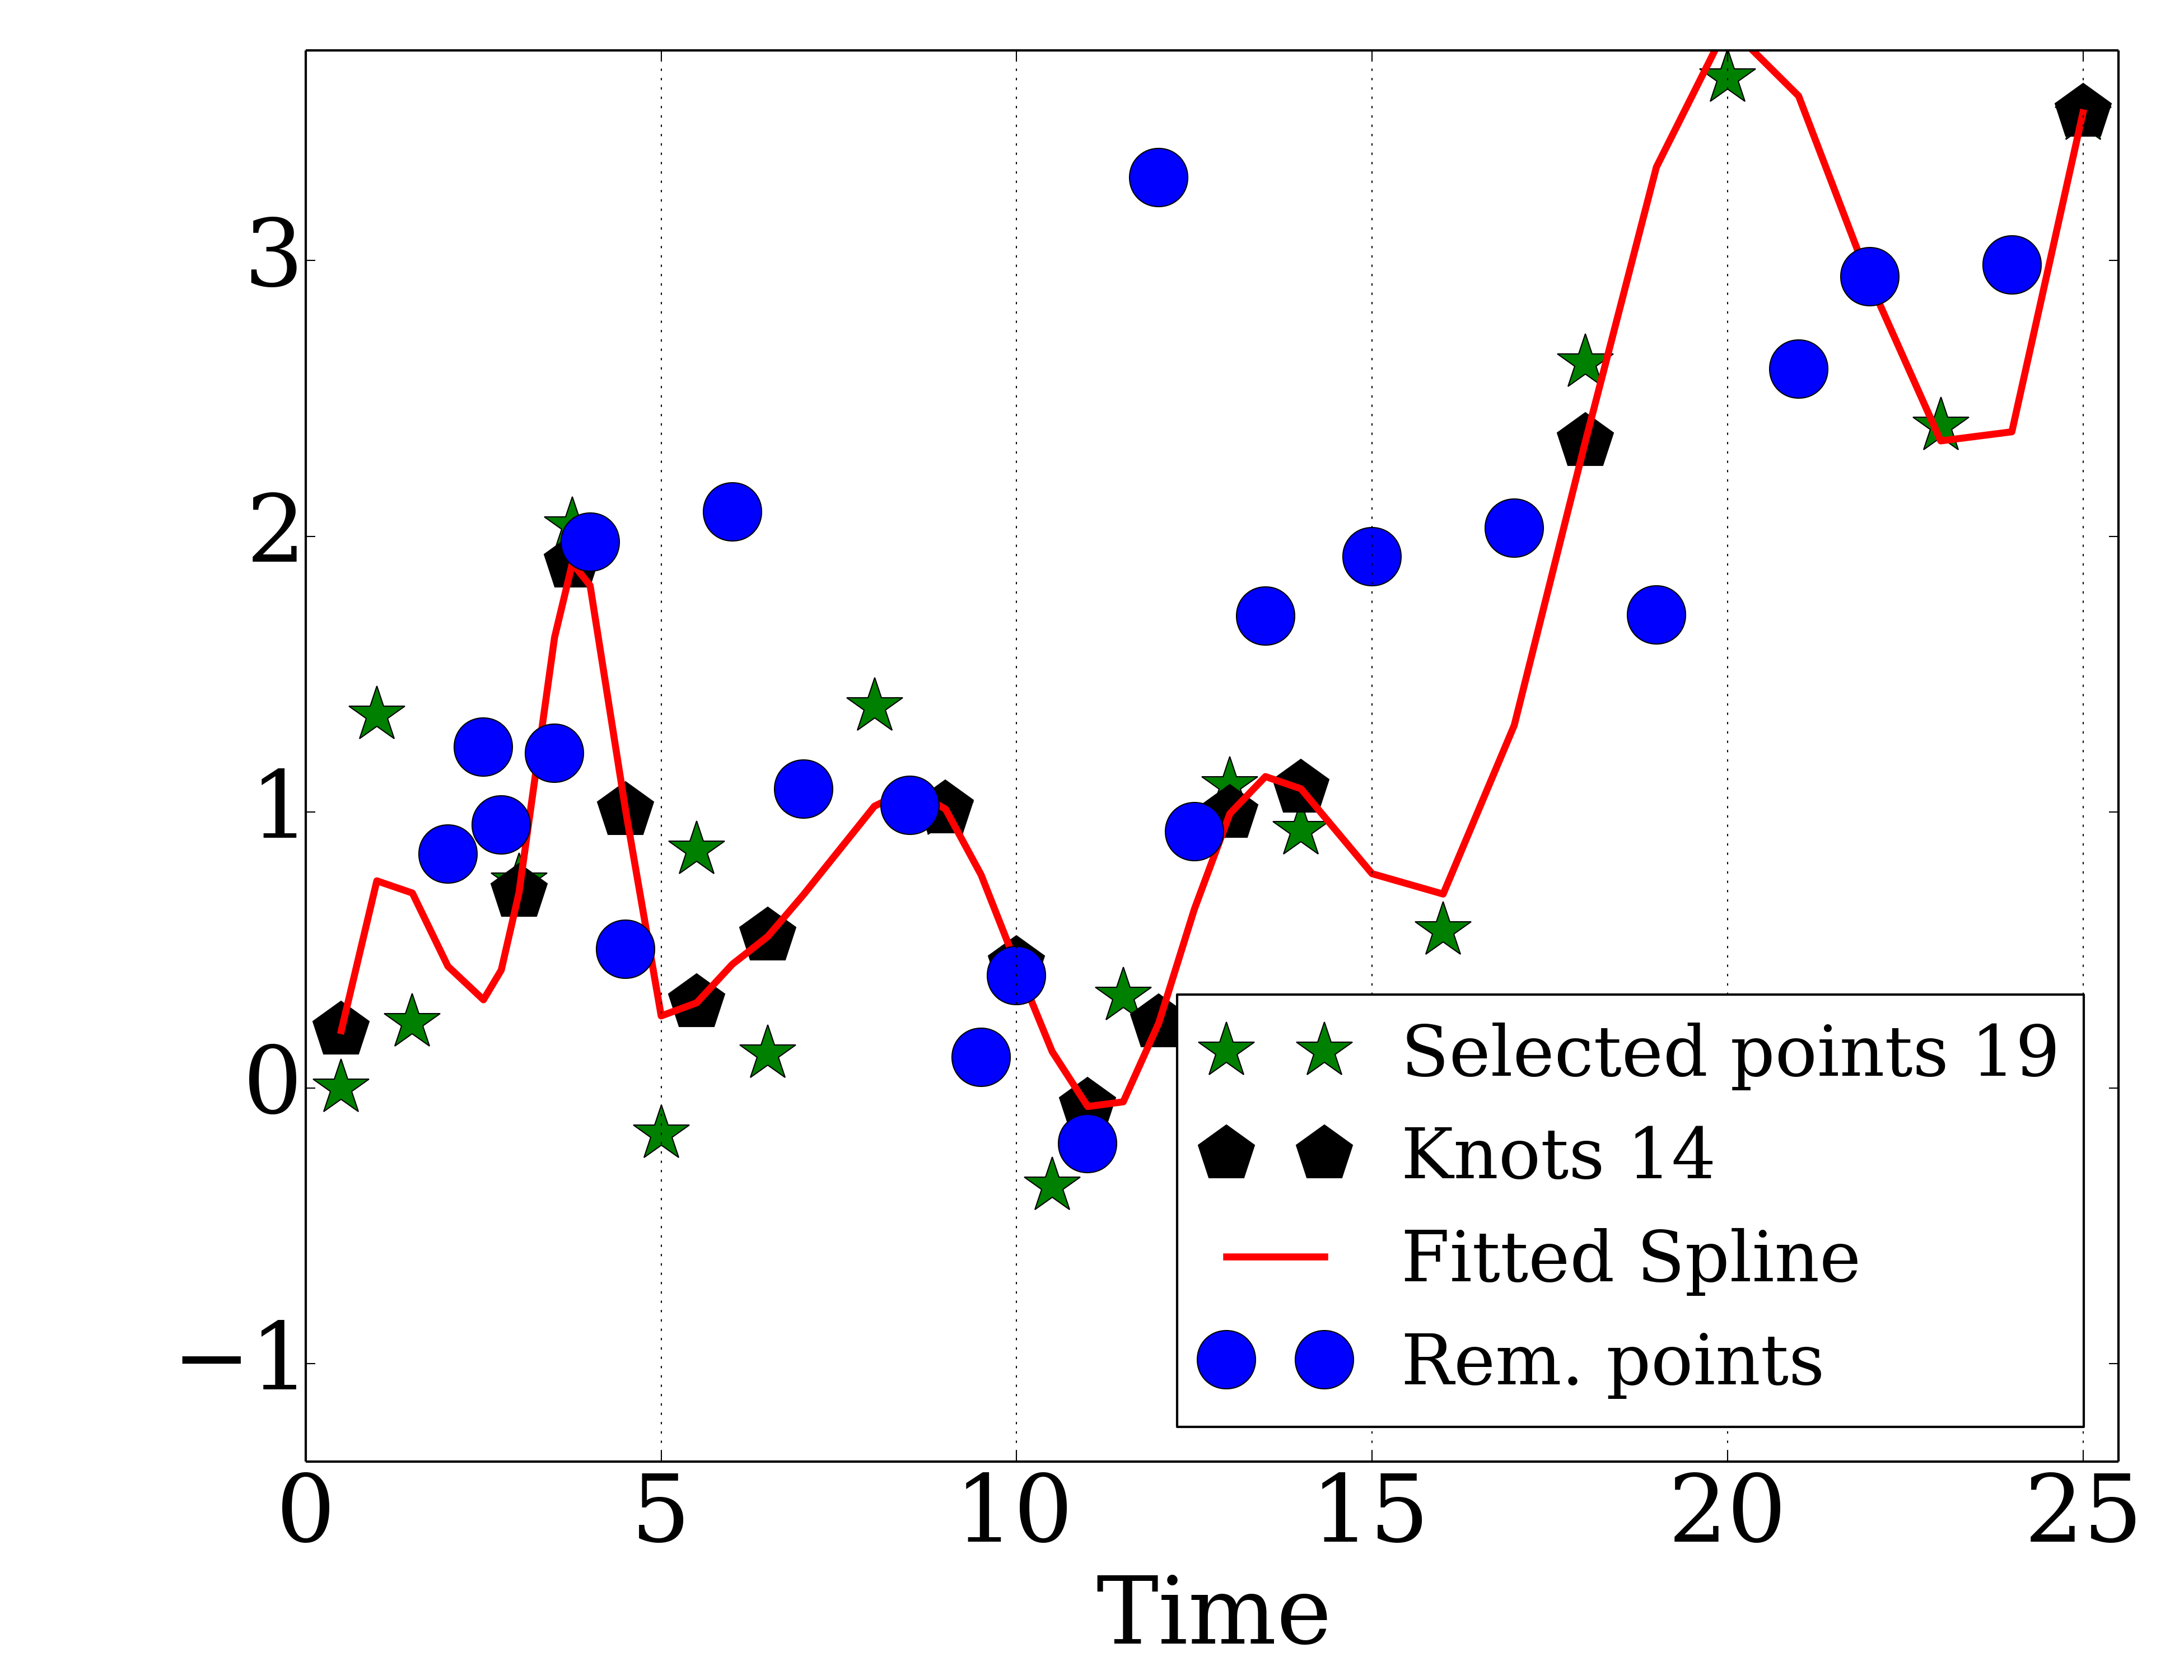 3
2
1
0
−1
Selected points 19
Knots 14
Fitted Spline
Rem. points
0 5 10 15 20 25
Time